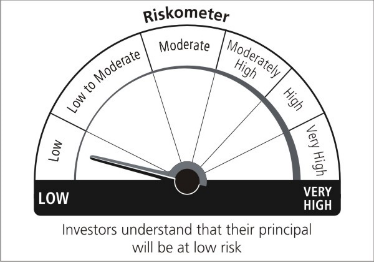 Riskometer
Low
Low to Moderate
Moderate
Moderately
High
High
Very High
LOW
VERY
HIGH
Investors understand that their principal
will be at low risk